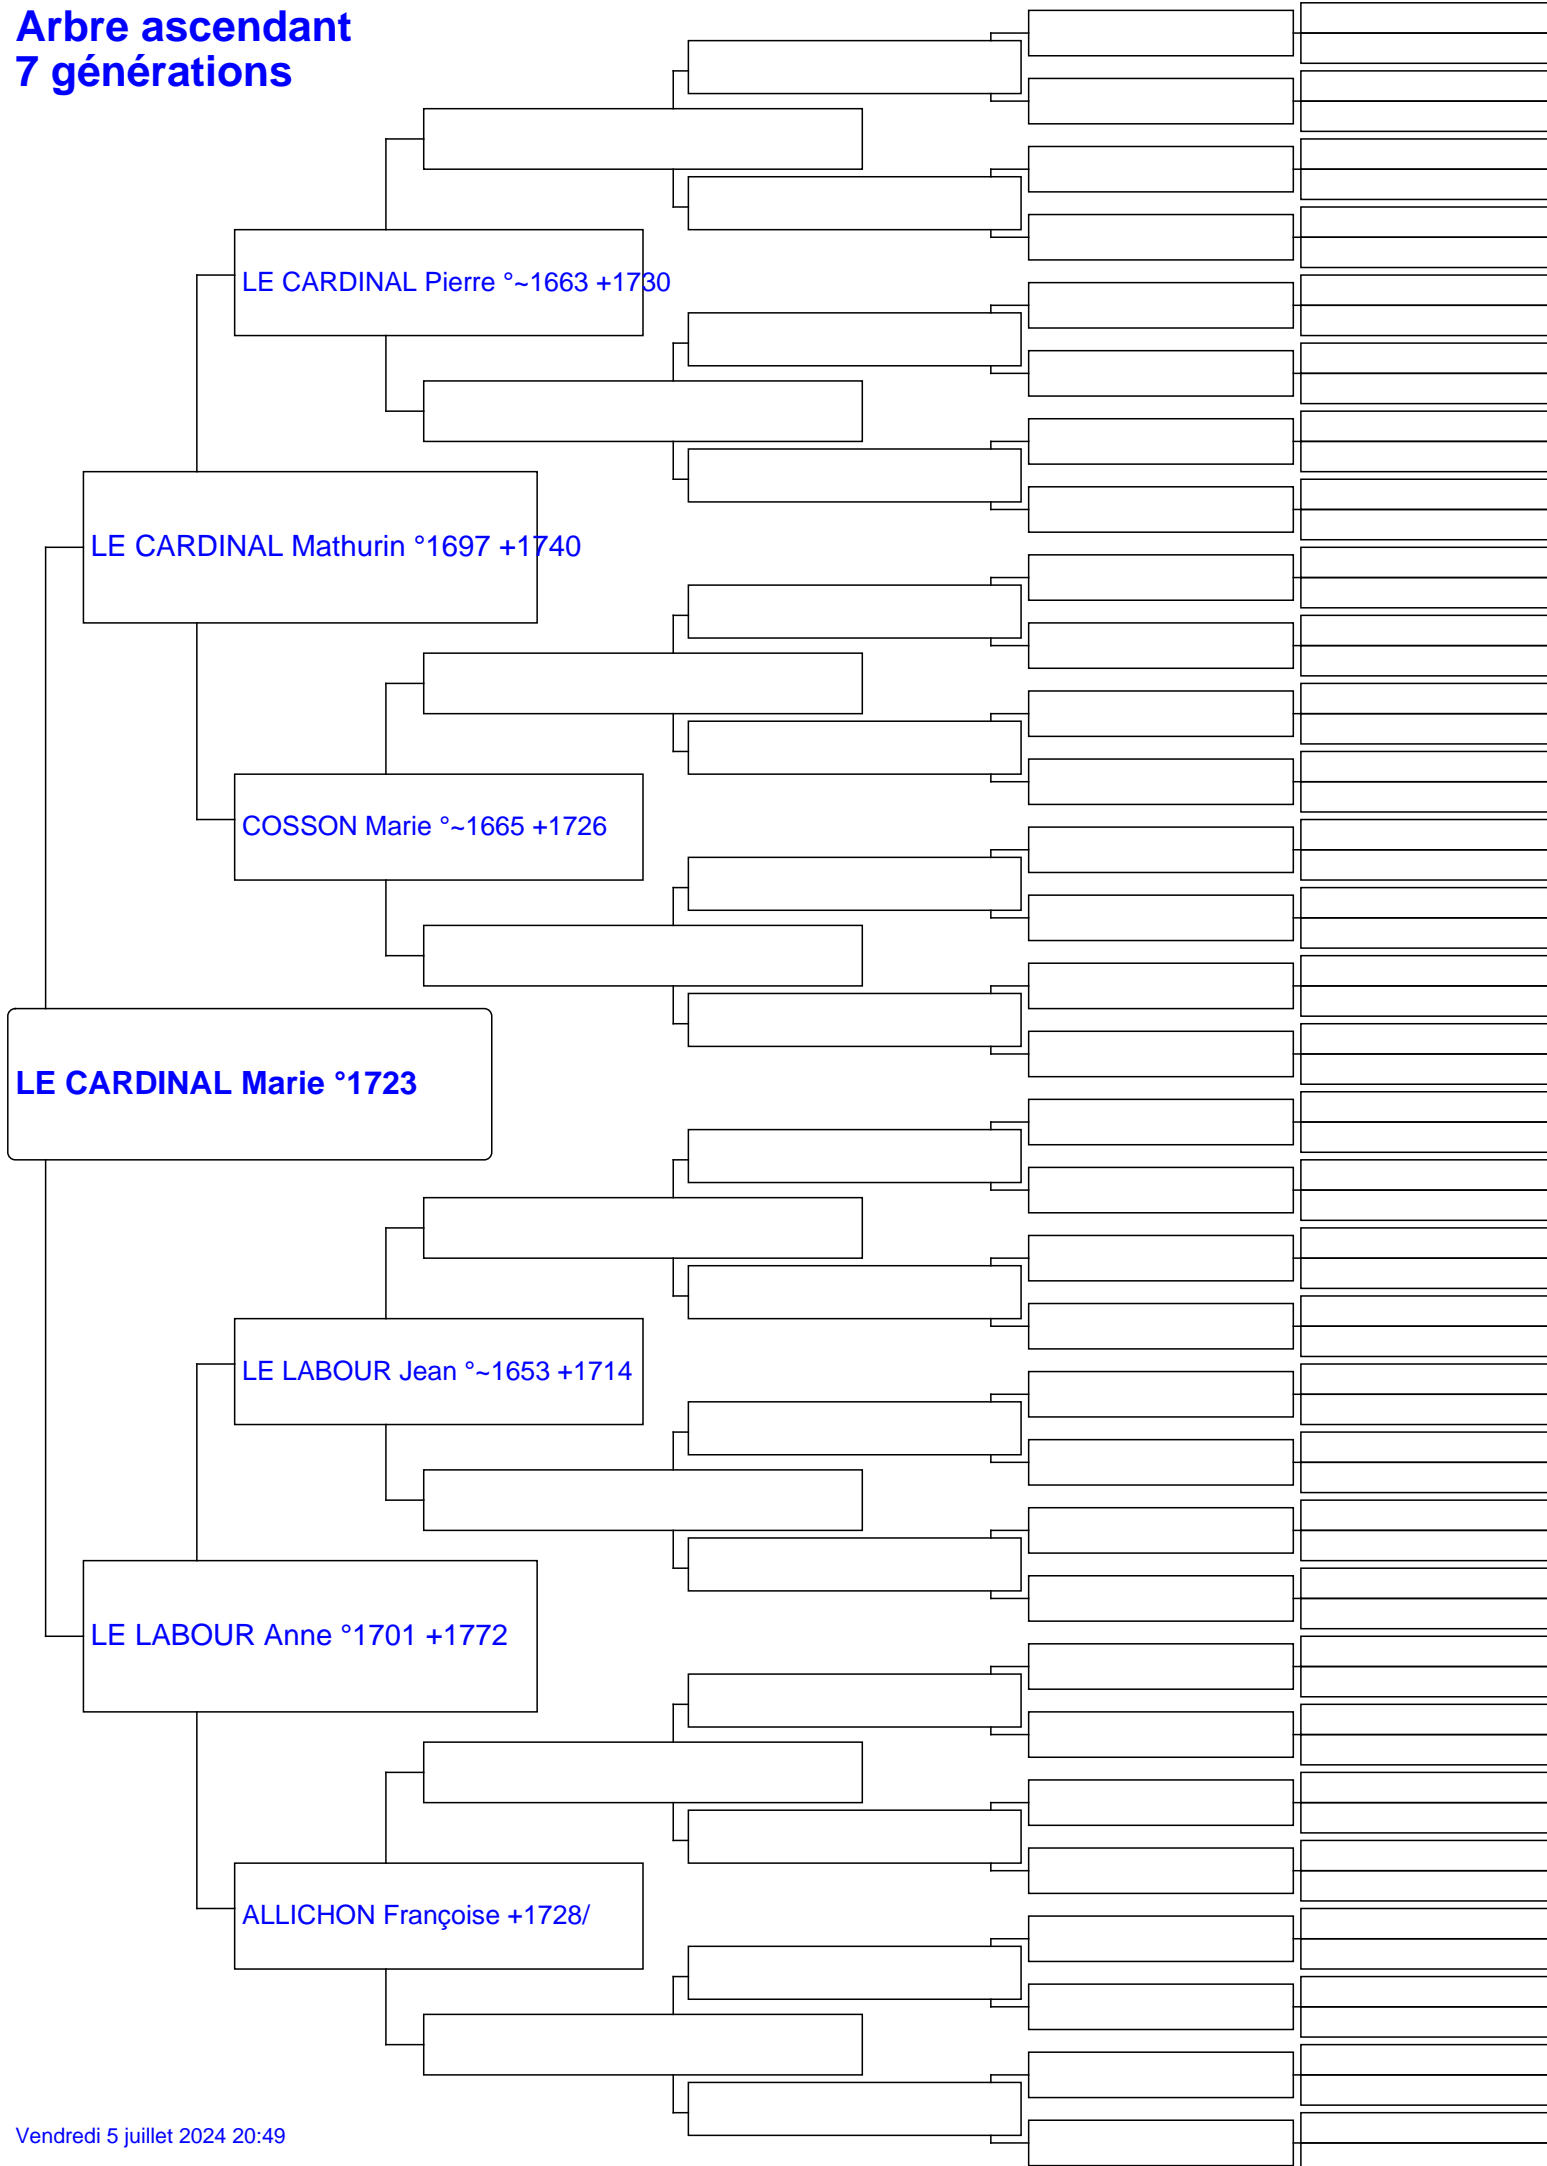 Arbre ascendant
7 générations
LE CARDINAL Pierre °~1663 +1730
LE CARDINAL Mathurin °1697 +1740
COSSON Marie °~1665 +1726
LE CARDINAL Marie °1723
LE LABOUR Jean °~1653 +1714
LE LABOUR Anne °1701 +1772
ALLICHON Françoise +1728/
Vendredi 5 juillet 2024 20:49